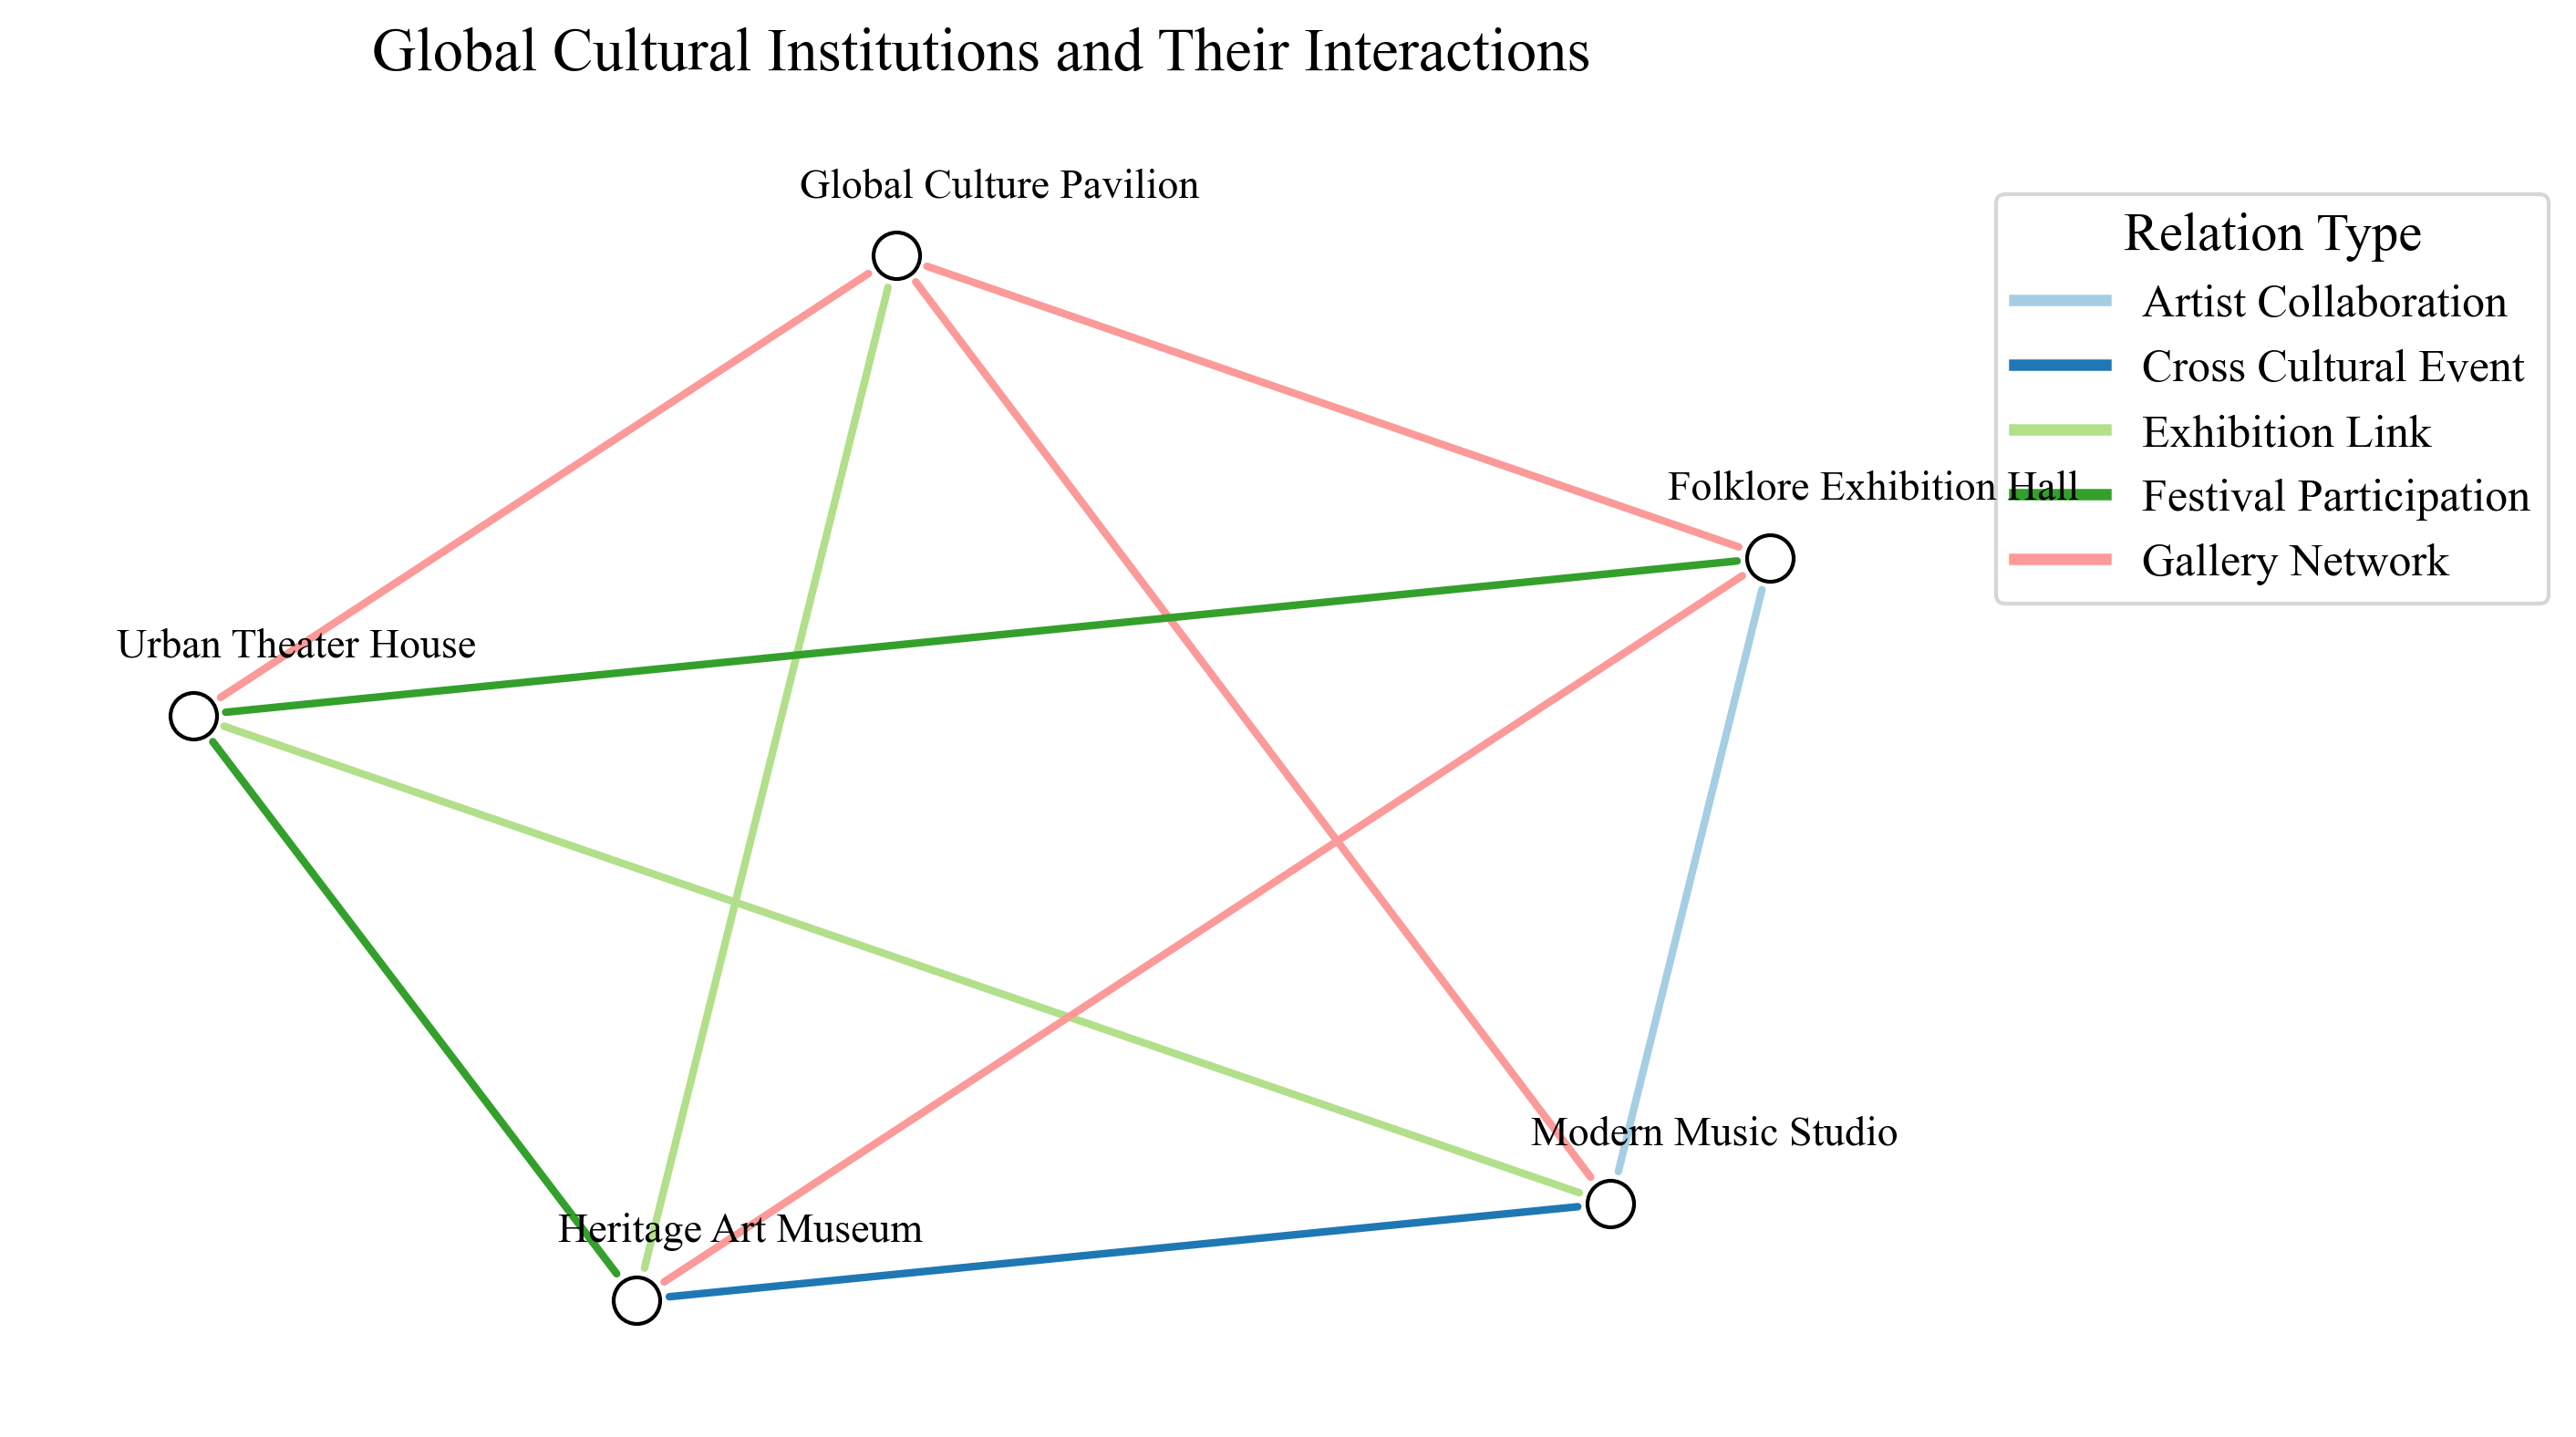 Global Cultural Institutions and Their Interactions
Global Culture Pavilion
Relation Type
Artist Collaboration
Cross Cultural Event
Exhibition Link
Folklore Exhibition Hall
Festival Participation
Gallery Network
Urban Theater House
Modern Music Studio
Heritage Art Museum